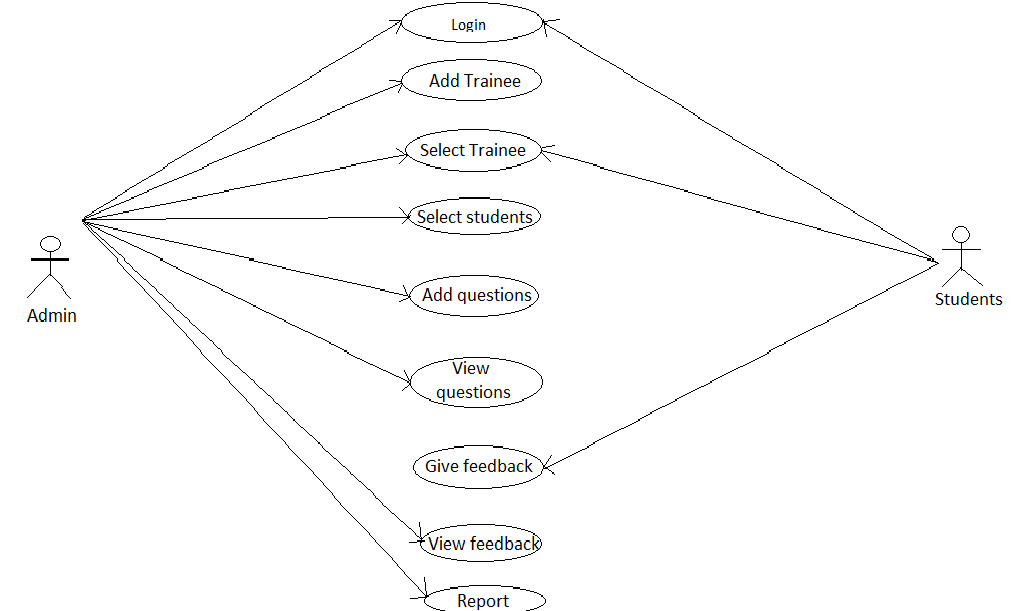 Login
Add Trainee
Select Trainee
Select students
Add questions
View
questions
Give feedback
View feedback
Report
Admin
Students